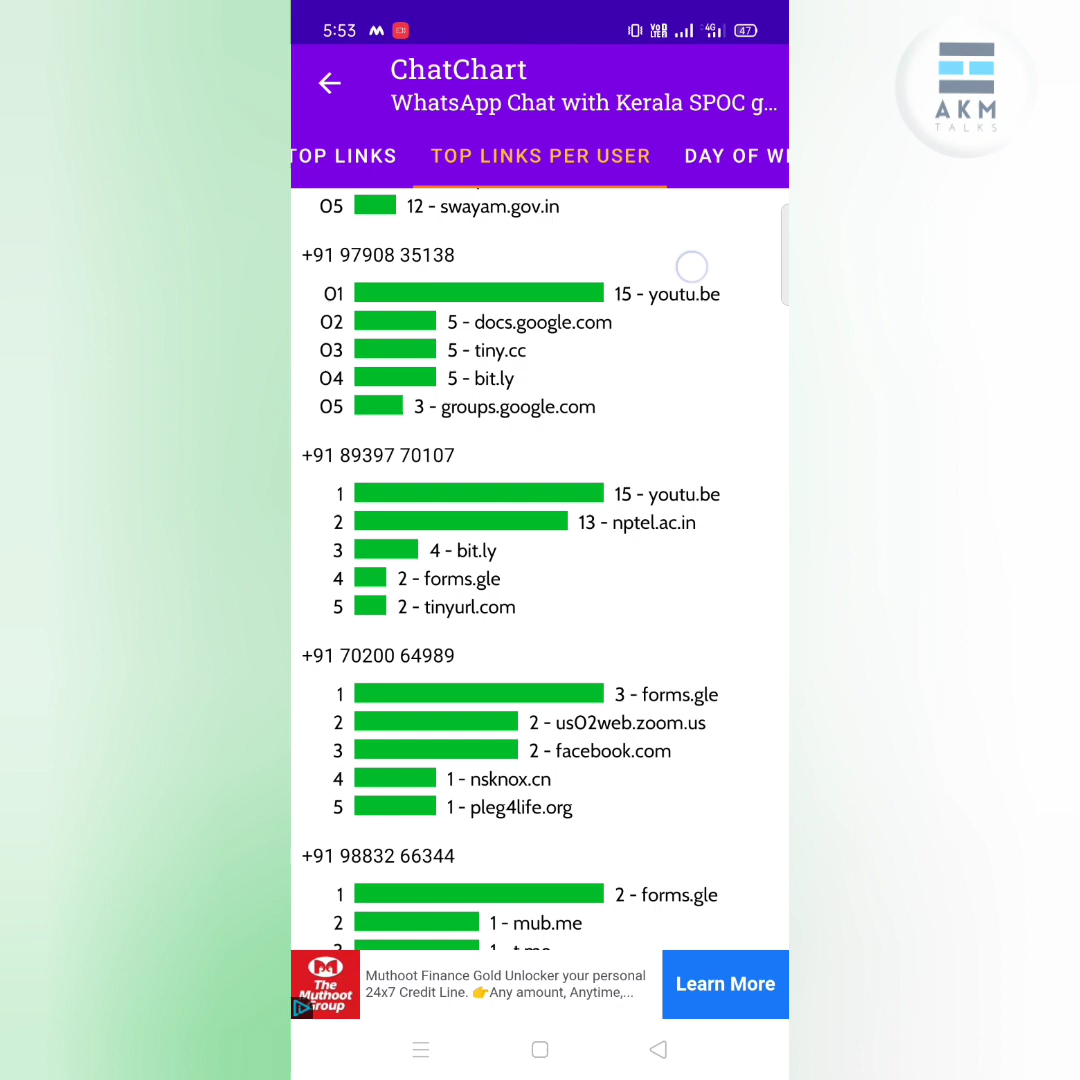 5:53
VoD
LTER
4G
47
ChatChart
WhatsApp Chat with Kerala SPOC g...
TOP LINKS
TOP LINKS PER USER
DAY OF W
AKM
TALKS
05 12 - swayam.gov.in
+91 97908 35138
01 15 - youtu.be
02 5 - docs.google.com
03 5 - tiny.cc
04 5 - bit.ly
05 3 - groups.google.com
+91 89397 70107
1 15 - youtu.be
2 13 - nptel.ac.in
3 4 - bit.ly
4 2 - forms.gle
5 2 - tinyurl.com
+91 70200 64989
1 3 - forms.gle
2 2 - us02web.zoom.us
3 2 - facebook.com
4 1 - nsknox.cn
5 1 - pleg4life.org
+91 98832 66344
1 2 - forms.gle
2 1 - mub.me
The
Muthoot
Group
Muthoot Finance Gold Unlocker your personal
24x7 Credit Line. 👉Any amount, Anytime,...
Learn More